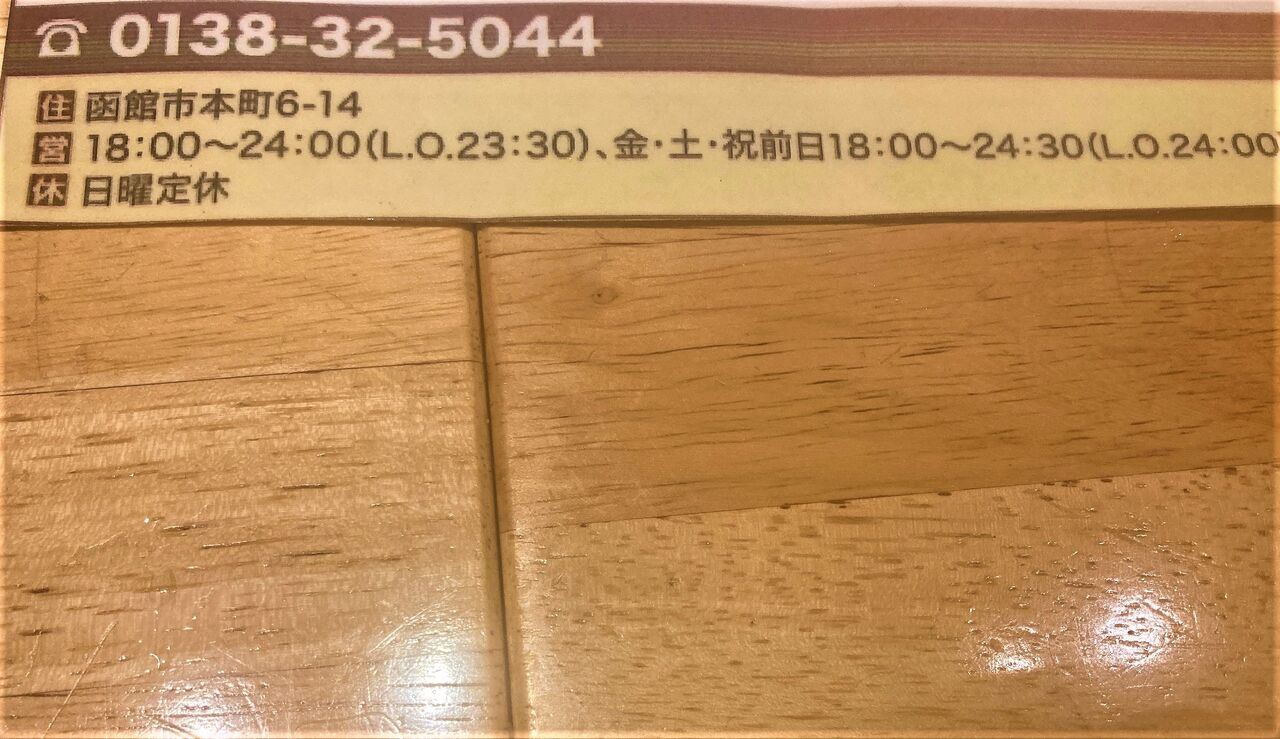 ☎ 0138-32-5044
住 函館市本町6-14
営 18:00〜24:00(L.O.23:30)、金・土・祝前日18:00〜24:30(L.O.24:00
休 日曜定休